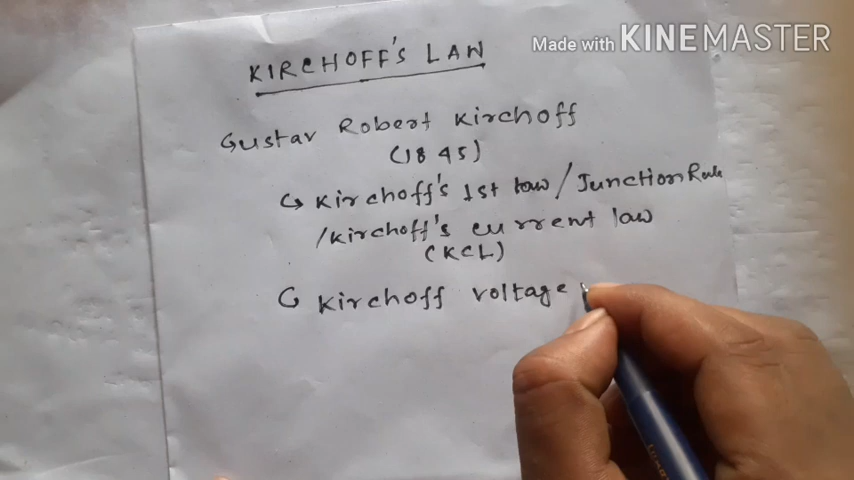 Made with KINEMASTER
KIRCHOFF'S LAW
Gustav Robert Kirchoff
(1845)
↳ Kirchoff's 1st law / Junction Rule
/Kirchoff's current law
(KCL)
↳ Kirchoff voltage